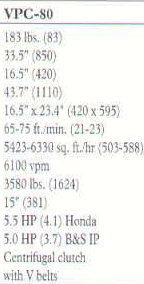 VPC-80
183 lbs. (83)
33.5" (850)
16.5" (420)
43.7" (1110)
16.5" x 23.4" (420 x 595)
65-75 ft./min. (21-23)
5423-6330 sq. ft./hr (503-588)
6100 vpm
3580 lbs. (1624)
15" (381)
5.5 HP (4.1) Honda
5.0 HP (3.7) B&S IP
Centrifugal clutch
with V belts